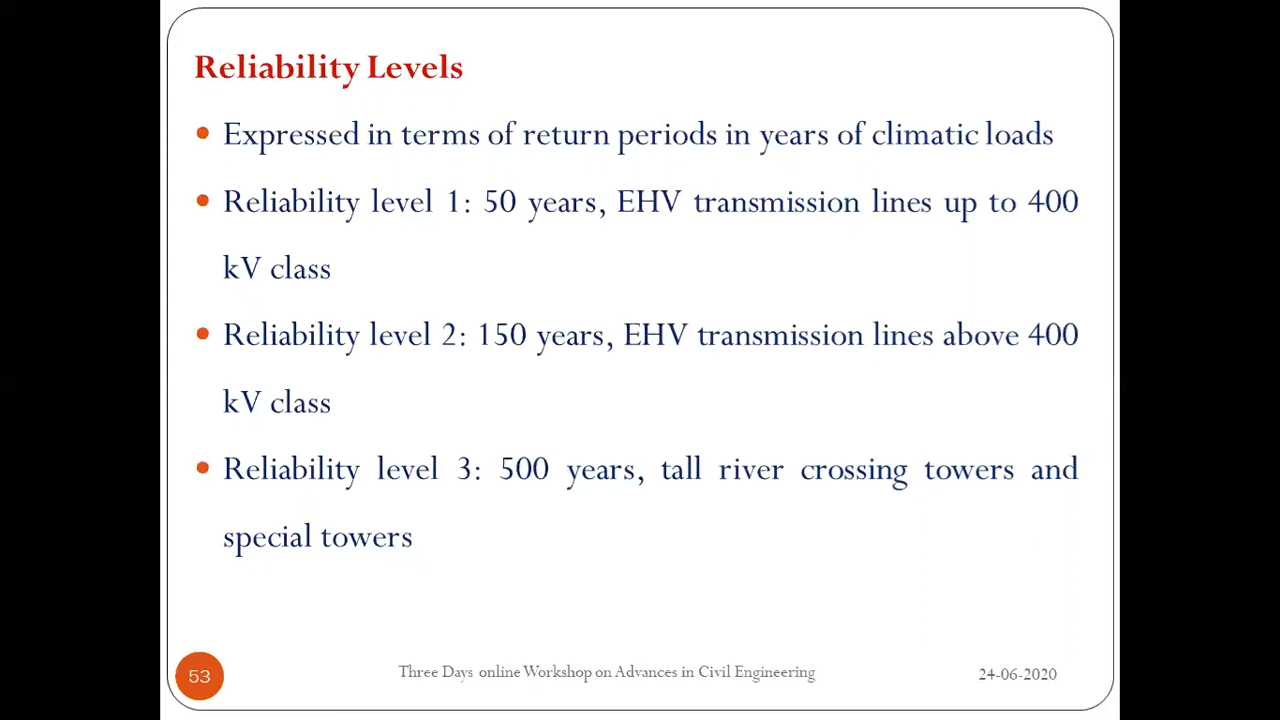 Reliability Levels
• Expressed in terms of return periods in years of climatic loads
• Reliability level 1: 50 years, EHV transmission lines up to 400
kV class
• Reliability level 2: 150 years, EHV transmission lines above 400
kV class
• Reliability level 3: 500 years, tall river crossing towers and
special towers
53
Three Days online Workshop on Advances in Civil Engineering
24-06-2020